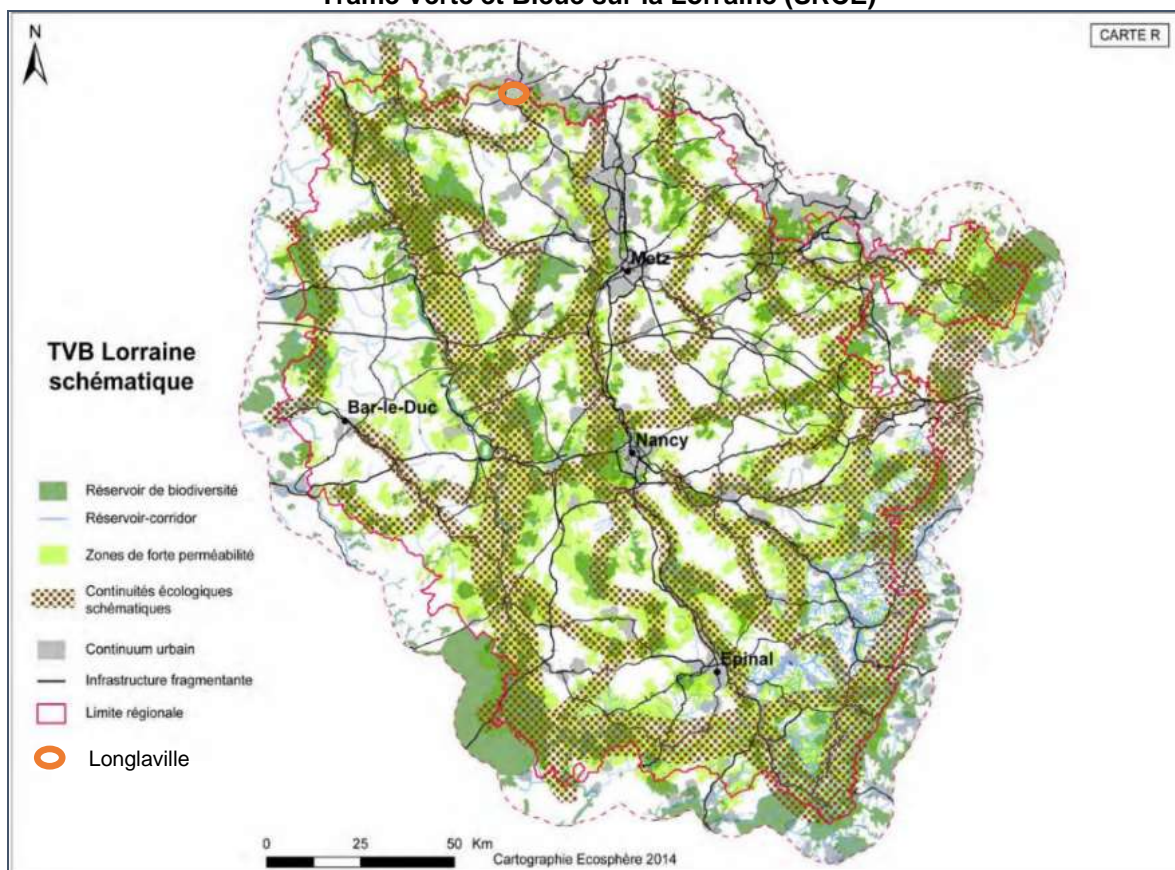 Trame Verte et Bleue sur la Lorraine (SRCE)
N
CARTE R
Metz
TVB Lorraine
schématique
Bar-le-Duc
Nancy
Réservoir de biodiversité
Réservoir-corridor
Zones de forte perméabilité
Continuités écologiques
schématiques
Continuum urbain
Epinal
Infrastructure fragmentante
Limite régionale
Longlaville
0 25 50 Km
Cartographie Ecosphère 2014